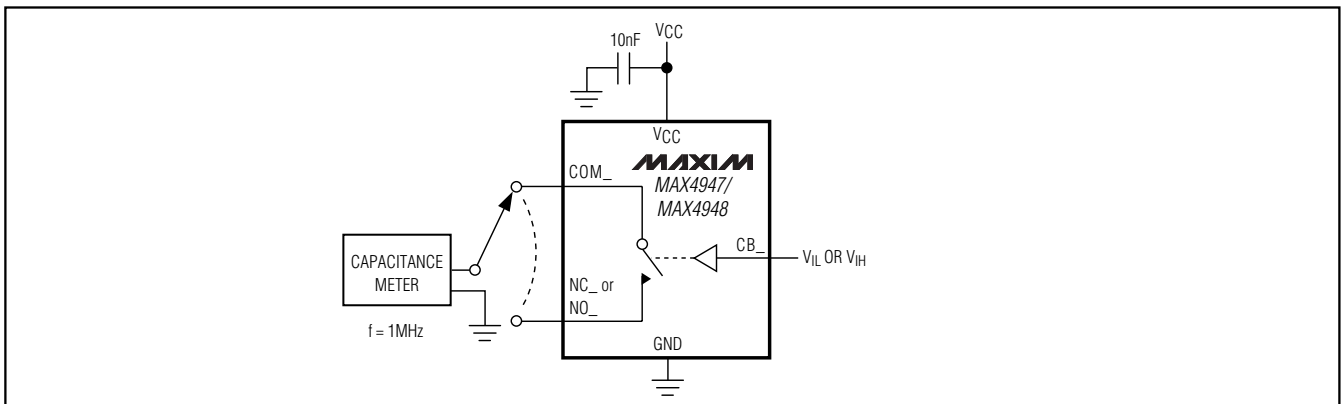 10nF
VCC
VCC
MAXIM
MAX4947/
MAX4948
COM_
CB_
VIL OR VIH
CAPACITANCE
METER
NC_ or
NO_
f = 1MHz
GND